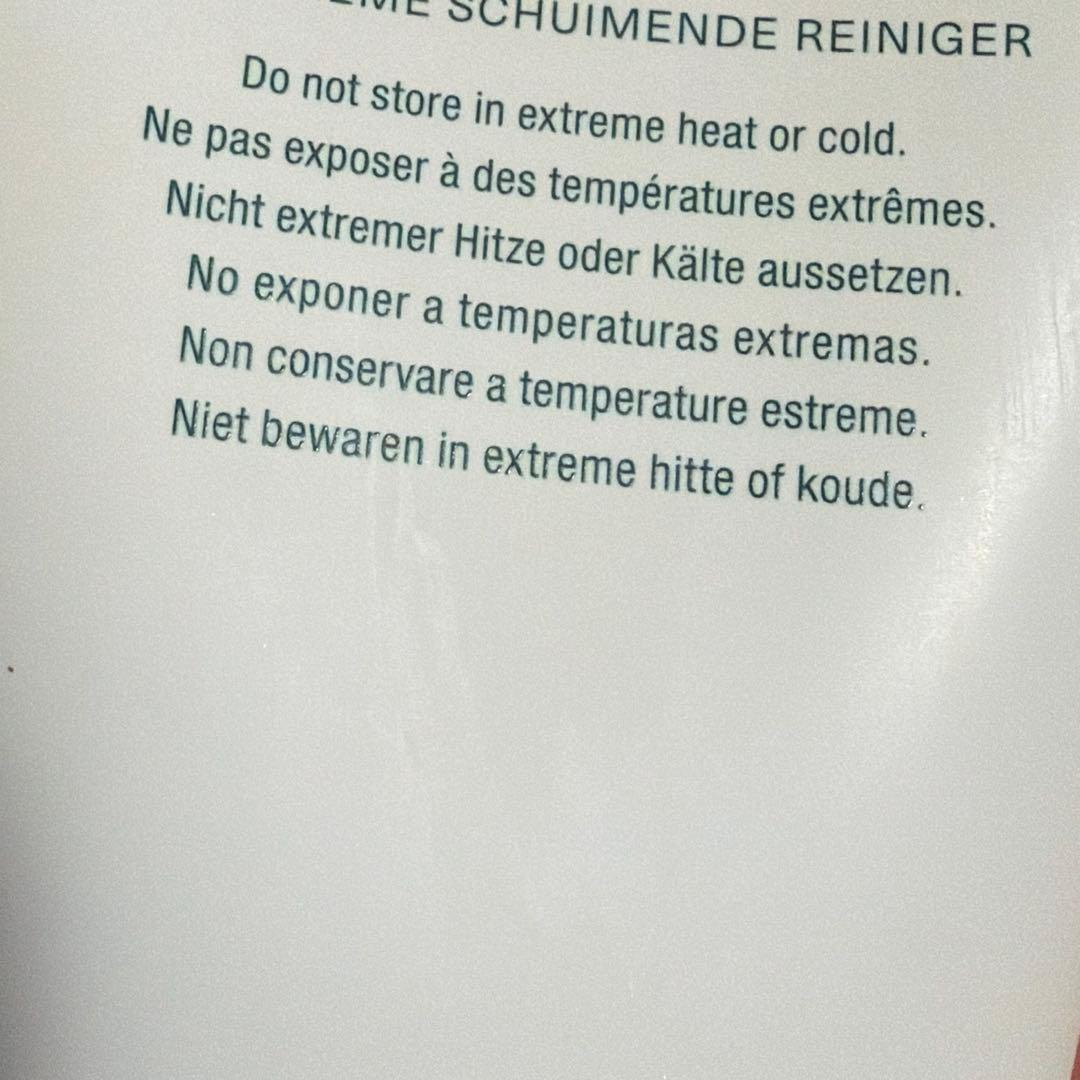 SCHUIMENDE REINIGER
Do not store in extreme heat or cold.
Ne pas exposer à des températures extrêmes.
Nicht extremer Hitze oder Kälte aussetzen.
No exponer a temperaturas extremas.
Non conservare a temperature estreme.
Niet bewaren in extreme hitte of koude.